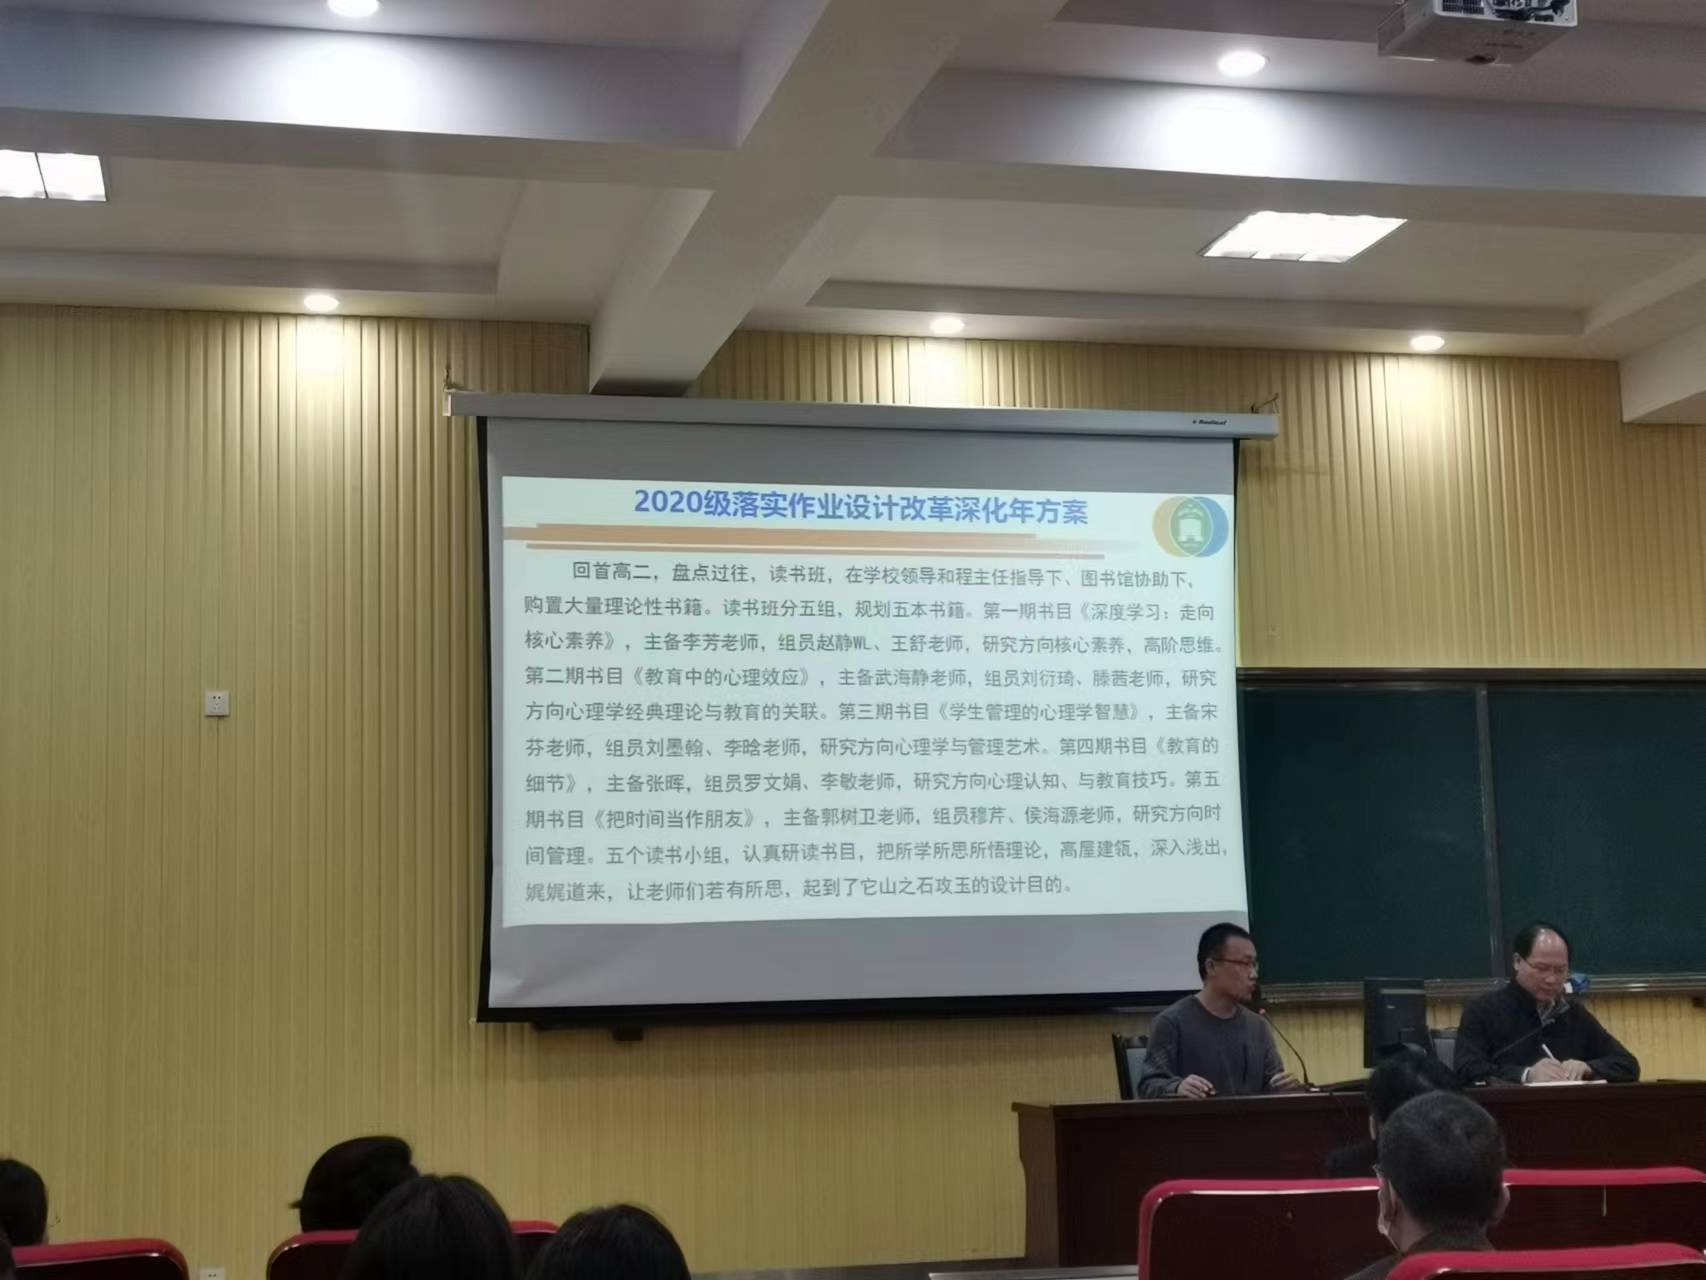 2020级落实作业设计改革深化年方案
回首高二，盘点过往，读书班，在学校领导和程主任指导下、图书馆协助下，
购置大量理论性书籍。读书班分五组，规划五本书籍。第一期书目《深度学习：走向
核心素养》，主备李芳老师，组员赵静WL、王舒老师，研究方向核心素养，高阶思维。
第二期书目《教育中的心理效应》，主备武海静老师，组员刘衍琦、滕茜老师，研究
方向心理学经典理论与教育的关联。第三期书目《学生管理的心理学智慧》，主备宋
芬老师，组员刘墨翰、李晗老师，研究方向心理学与管理艺术。第四期书目《教育的
细节》，主备张晖，组员罗文娟、李敏老师，研究方向心理认知、与教育技巧。第五
期书目《把时间当作朋友》，主备郭树卫老师，组员穆芹、侯海源老师，研究方向时
间管理。五个读书小组，认真研读书目，把所学所思所悟理论，高屋建瓴，深入浅出，
娓娓道来，让老师们若有所思，起到了它山之石攻玉的设计目的。